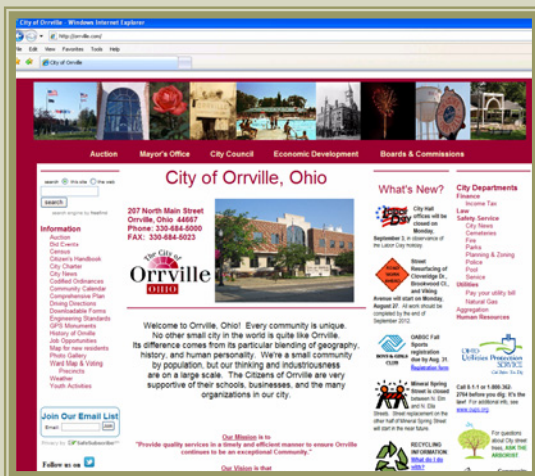 City of Orrville - Windows Internet Explorer
http://orrville.com/
File Edit View Favorites Tools Help
City of Orrville
Auction Mayor's Office City Council Economic Development Boards & Commissions
search this site the web
search
search engine by freefind
Information
Auction
Bid Events
Census
Citizen's Handbook
City Charter
City News
Codified Ordinances
Community Calendar
Comprehensive Plan
Driving Directions
Downloadable Forms
Engineering Standards
GPS Monuments
History of Orrville
Job Opportunities
Map for new residents
Photo Gallery
Ward Map & Voting
Precincts
Weather
Youth Activities
Join Our Email List
Email:
Privacy by SafeSubscribe
Follow us on
City of Orrville, Ohio
207 North Main Street
Orrville, Ohio 44667
Phone: 330-684-5000
FAX: 330-684-5023
The City of
Orrville
OHIO
Welcome to Orrville, Ohio! Every community is unique.
No other small city in the world is quite like Orrville.
Its difference comes from its particular blending of geography,
history, and human personality. We're a small community
by population, but our thinking and industriousness
are on a large scale. The Citizens of Orrville are very
supportive of their schools, businesses, and the many
organizations in our city.
Our Mission is to
"Provide quality services in a timely and efficient manner to ensure Orrville
continues to be an exceptional Community."
Our Vision is that
What's New?
City Hall
offices will be
closed on
Monday,
September 3, in observance of
the Labor Day holiday.
Street
Resurfacing of
Cloverdale Dr.,
Brookwood Ct.,
and Viking
Avenue will start on Monday,
August 27. All work should be
completed by the end of
September 2012.
OABGC Fall
Sports
registration
due by Aug. 31.
Registration form
BOYS & GIRLS
CLUB
Mineral Spring
Street is closed
between N. Elm
and N. Ella
Streets. Street replacement on the
other half of Mineral Spring Street
will start in the near future.
RECYCLING
INFORMATION
What do I do
with?
City Departments
Finance
Income Tax
Law
Safety Service
City News
Cemeteries
Fire
Parks
Planning & Zoning
Police
Pool
Service
Utilities
Pay your utility bill
Natural Gas
Aggregation
Human Resources
OHIO
Utilities Protection
SERVICE
Call 8-1-1 or 1-800-362-
2764 before you dig. It's the
law! For additional info, see
www.oups.org.
For questions
about City street
trees, ASK THE
ARBORIST